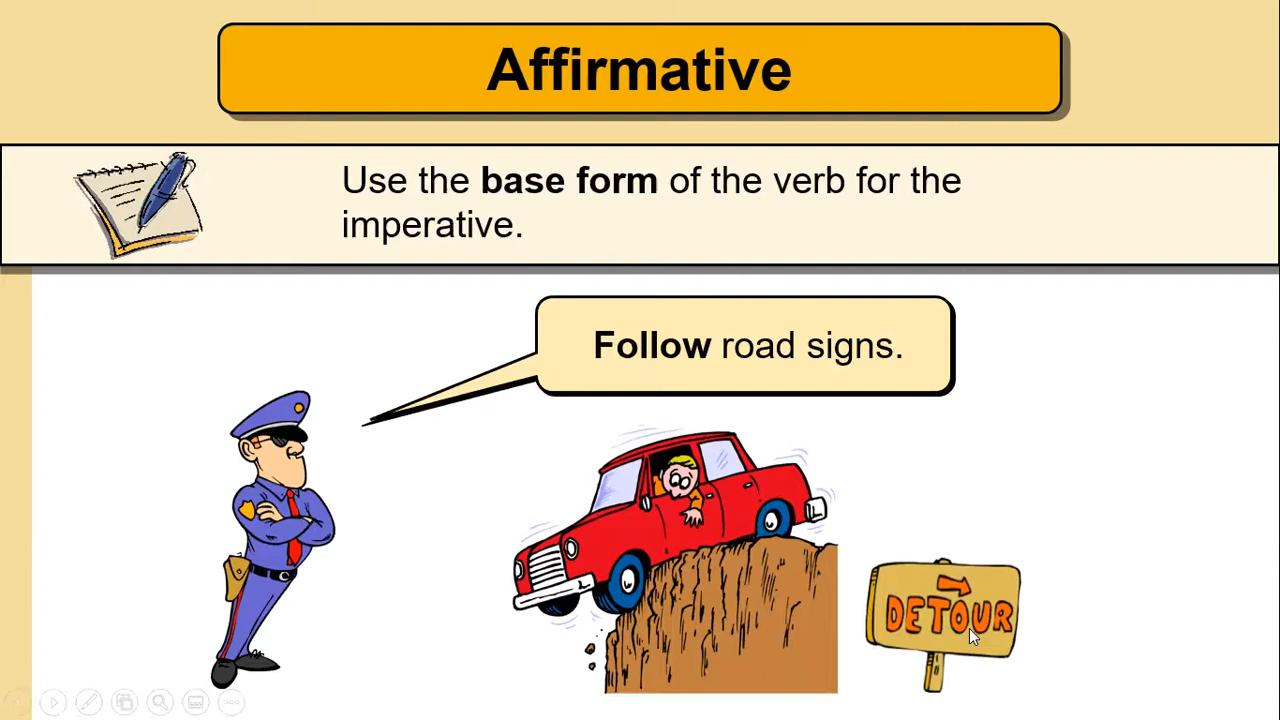 Affirmative
Use the base form of the verb for the
imperative.
Follow road signs.
DETOUR